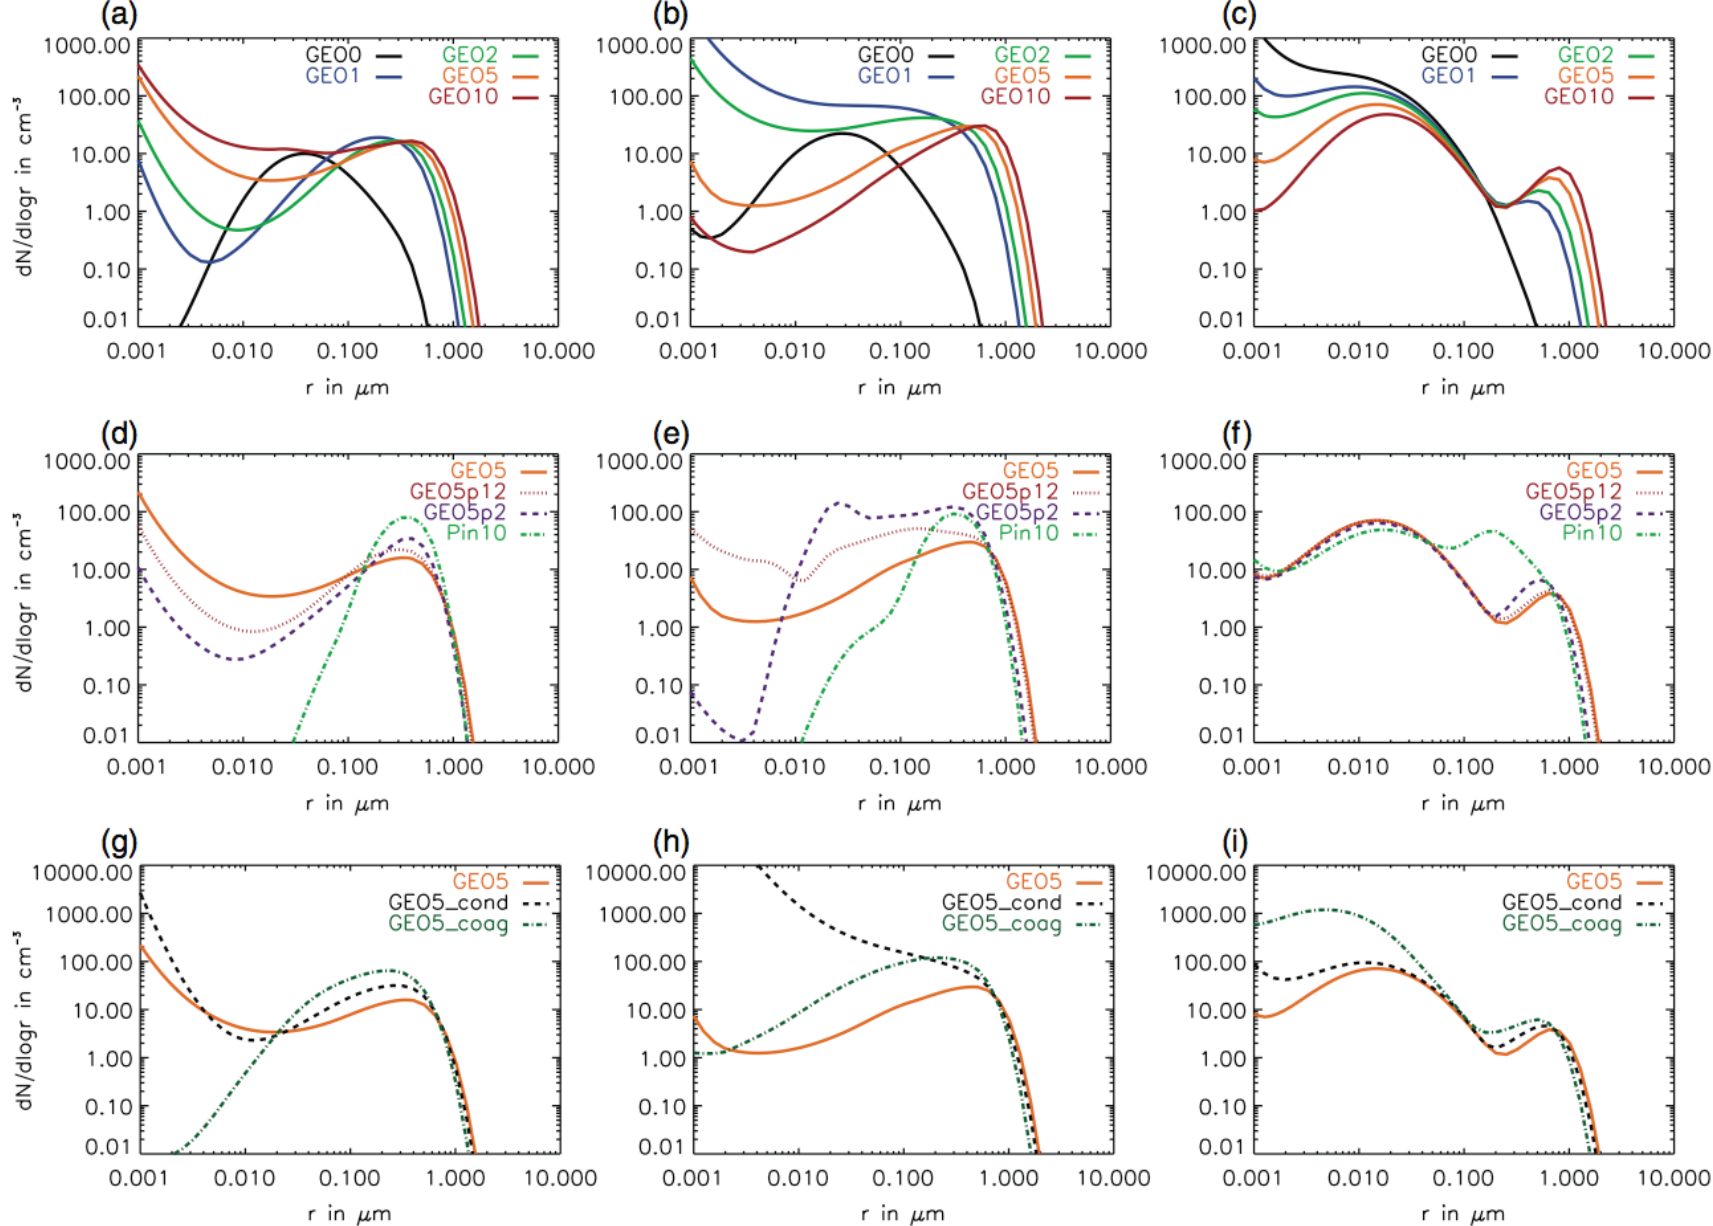 (a)
1000.00
100.00
10.00
1.00
0.10
0.01
dN/dlogr in cm⁻³
GEO0 GEO2
GEO1 GEO5
GEO10
0.001 0.010 0.100 1.000 10.000
r in μm
(b)
1000.00
100.00
10.00
1.00
0.10
0.01
GEO0 GEO2
GEO1 GEO5
GEO10
0.001 0.010 0.100 1.000 10.000
r in μm
(c)
1000.00
100.00
10.00
1.00
0.10
0.01
GEO0 GEO2
GEO1 GEO5
GEO10
0.001 0.010 0.100 1.000 10.000
r in μm
(d)
1000.00
100.00
10.00
1.00
0.10
0.01
dN/dlogr in cm⁻³
GEO5
GEO5p12
GEO5p2
Pin10
0.001 0.010 0.100 1.000 10.000
r in μm
(e)
1000.00
100.00
10.00
1.00
0.10
0.01
GEO5
GEO5p12
GEO5p2
Pin10
0.001 0.010 0.100 1.000 10.000
r in μm
(f)
1000.00
100.00
10.00
1.00
0.10
0.01
GEO5
GEO5p12
GEO5p2
Pin10
0.001 0.010 0.100 1.000 10.000
r in μm
(g)
10000.00
1000.00
100.00
10.00
1.00
0.10
0.01
dN/dlogr in cm⁻³
GEO5
GEO5_cond
GEO5_coag
0.001 0.010 0.100 1.000 10.000
r in μm
(h)
10000.00
1000.00
100.00
10.00
1.00
0.10
0.01
GEO5
GEO5_cond
GEO5_coag
0.001 0.010 0.100 1.000 10.000
r in μm
(i)
10000.00
1000.00
100.00
10.00
1.00
0.10
0.01
GEO5
GEO5_cond
GEO5_coag
0.001 0.010 0.100 1.000 10.000
r in μm